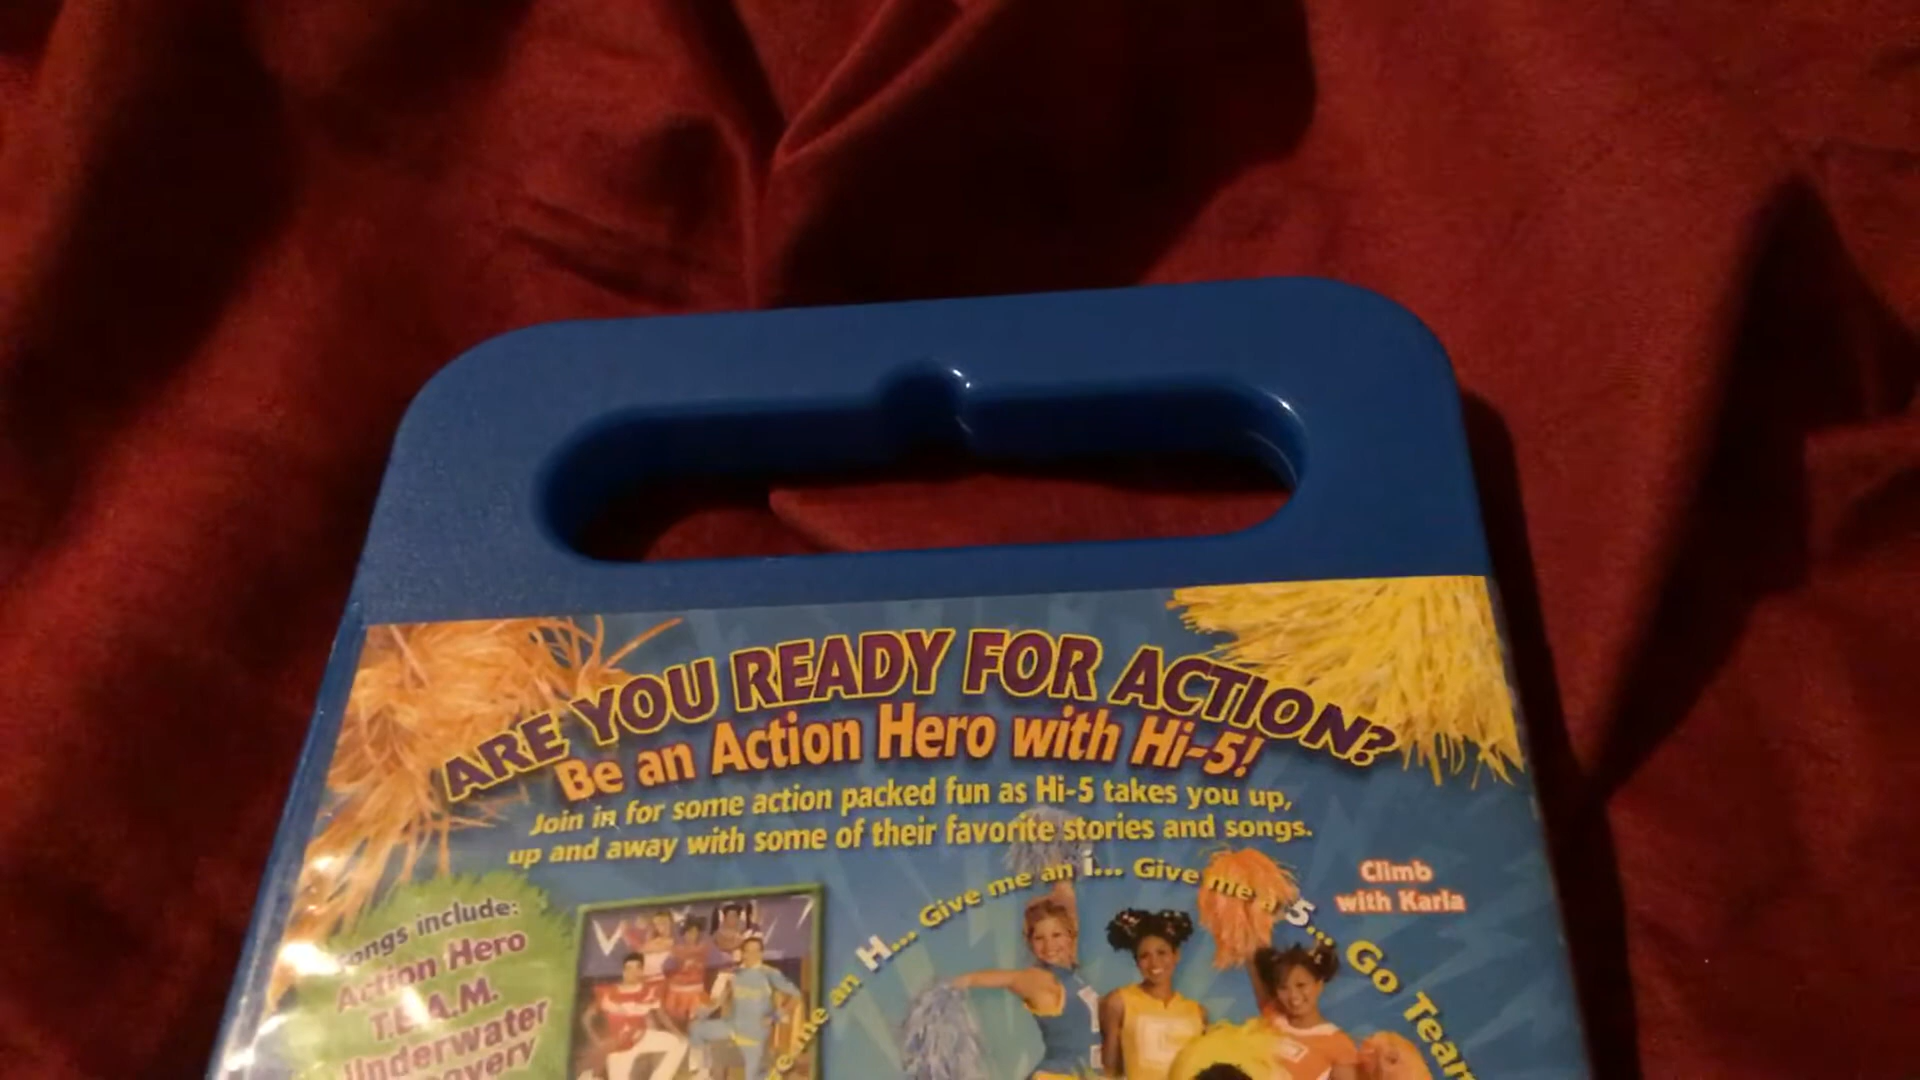 ARE YOU READY FOR ACTION?
Be an Action Hero with Hi-5!
Join in for some action packed fun as Hi-5 takes you up,
up and away with some of their favorite stories and songs.
Songs include:
Action Hero
T.E.A.M.
Underwater
me an H... Give me an i... Give me a 5... Go Team
Climb
with Karla